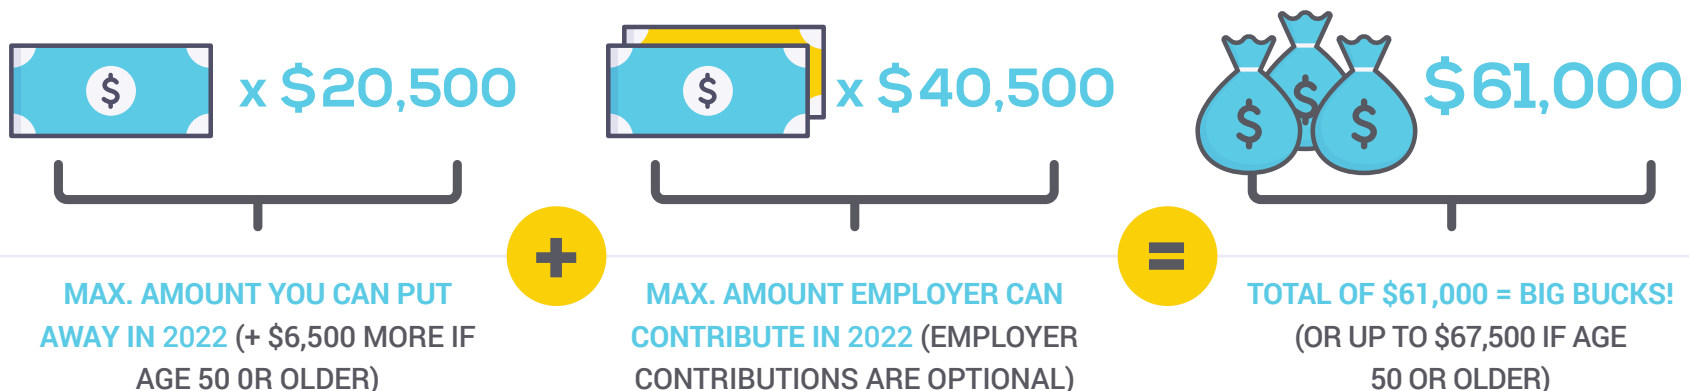 $
x $20,500
$
x $40,500
$
$
$
$61,000
+
=
MAX. AMOUNT YOU CAN PUT
AWAY IN 2022 (+ $6,500 MORE IF
AGE 50 0R OLDER)
MAX. AMOUNT EMPLOYER CAN
CONTRIBUTE IN 2022 (EMPLOYER
CONTRIBUTIONS ARE OPTIONAL)
TOTAL OF $61,000 = BIG BUCKS!
(OR UP TO $67,500 IF AGE
50 OR OLDER)